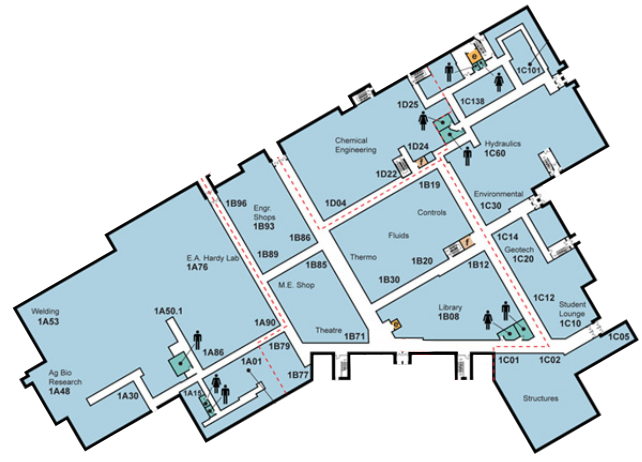 1C101
1D25
1C138
Chemical
Engineering
Hydraulics
1C60
1D24
1D22
1B19
1B96
Engr.
Shops
1B93
1D04
Environmental
1C30
Controls
1B86
Fluids
1C14
Geotech
1C20
E.A. Hardy Lab
1A76
1B89
1B85
Thermo
1B20
1B12
M.E. Shop
1B30
1C12
Student
Lounge
1C10
Library
1B08
Welding
1A53
1A50.1
1A90
Theatre
1B71
1C05
1B79
1A86
1A01
1C01
1C02
Ag Bio
Research
1A48
1B77
1A30
1A15
Structures